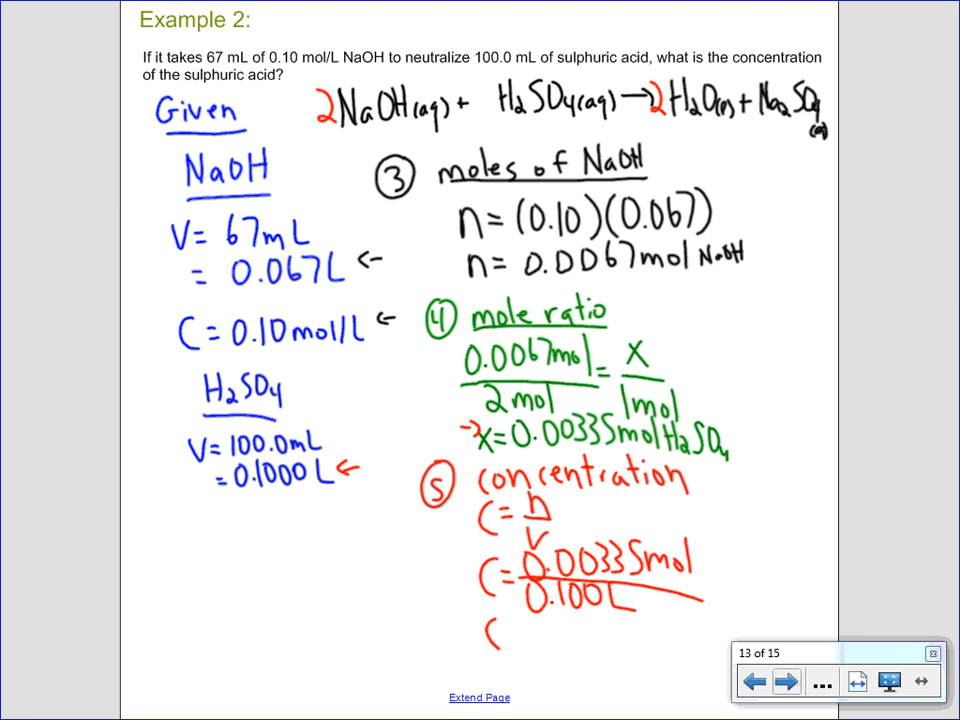 Example 2:
If it takes 67 mL of 0.10 mol/L NaOH to neutralize 100.0 mL of sulphuric acid, what is the concentration
of the sulphuric acid?
2NaOH(aq) + H₂SO₄(aq) → 2H₂O(l) + Na₂SO₄(aq)
Given
NaOH
V = 67mL
= 0.067L ←
C = 0.10mol/L ←
H₂SO₄
V = 100.0mL
= 0.1000L ←
③ moles of NaOH
n = (0.10)(0.067)
n = 0.0067mol NaOH
④ mole ratio
0.0067mol/2mol = x/1mol
→ x = 0.00335mol H₂SO₄
⑤ concentration
C = n/V
C = 0.00335mol/0.100L
C
13 of 15
...
Extend Page